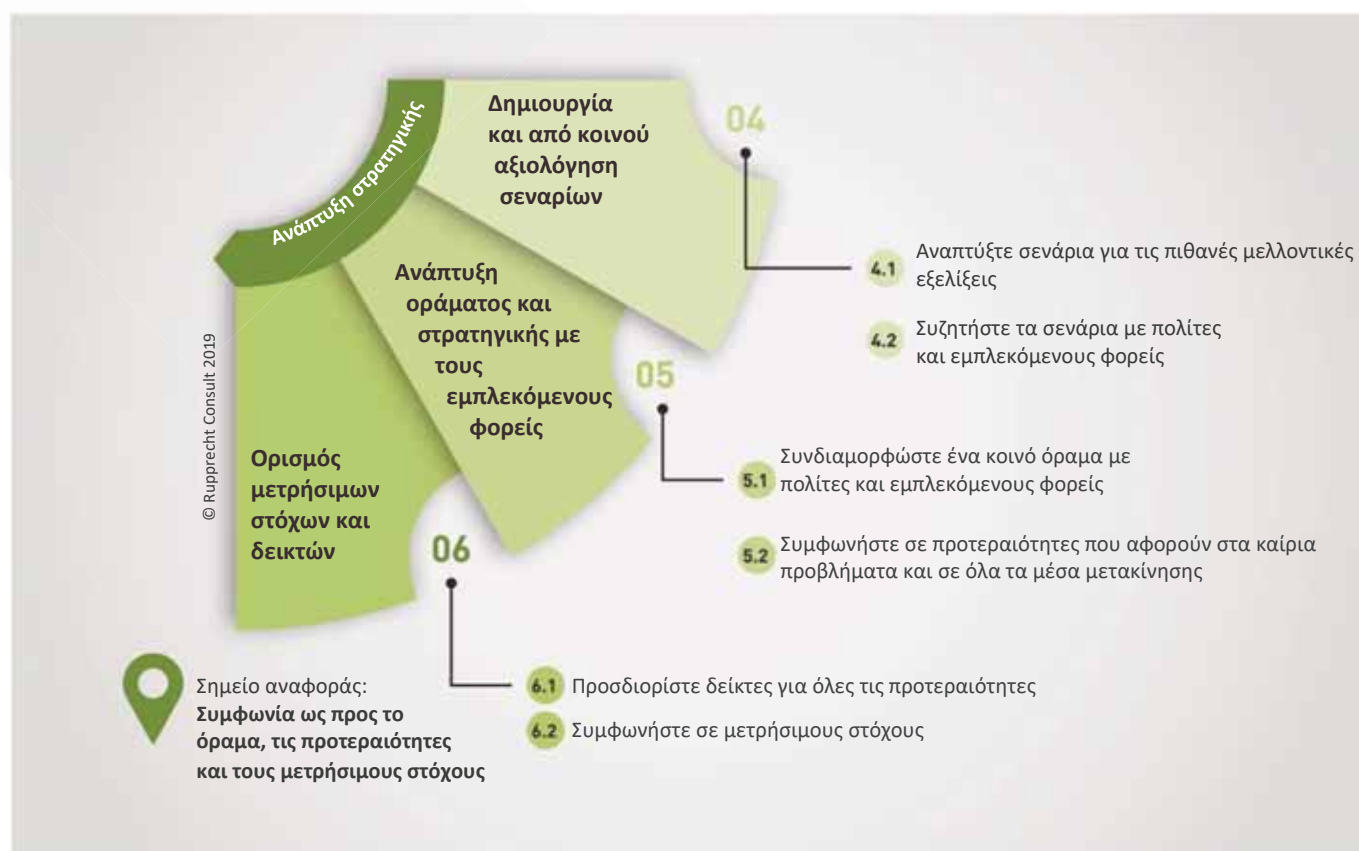 Ανάπτυξη στρατηγικής
Δημιουργία
και από κοινού
αξιολόγηση
σεναρίων
04
4.1 Αναπτύξτε σενάρια για τις πιθανές μελλοντικές
εξελίξεις
4.2 Συζητήστε τα σενάρια με πολίτες
και εμπλεκόμενους φορείς
Ανάπτυξη
οράματος και
στρατηγικής με
τους
εμπλεκόμενους
φορείς
05
5.1 Συνδιαμορφώστε ένα κοινό όραμα με
πολίτες και εμπλεκόμενους φορείς
5.2 Συμφωνήστε σε προτεραιότητες που αφορούν στα καίρια
προβλήματα και σε όλα τα μέσα μετακίνησης
Ορισμός
μετρήσιμων
στόχων και
δεικτών
06
6.1 Προσδιορίστε δείκτες για όλες τις προτεραιότητες
6.2 Συμφωνήστε σε μετρήσιμους στόχους
Σημείο αναφοράς:
Συμφωνία ως προς το
όραμα, τις προτεραιότητες
και τους μετρήσιμους στόχους
© Rupprecht Consult 2019